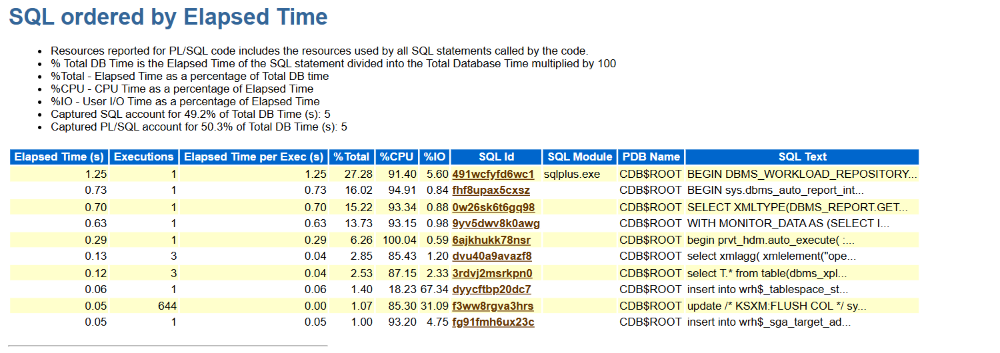 SQL ordered by Elapsed Time
• Resources reported for PL/SQL code includes the resources used by all SQL statements called by the code.
• % Total DB Time is the Elapsed Time of the SQL statement divided into the Total Database Time multiplied by 100
• %Total - Elapsed Time as a percentage of Total DB time
• %CPU - CPU Time as a percentage of Elapsed Time
• %IO - User I/O Time as a percentage of Elapsed Time
• Captured SQL account for 49.2% of Total DB Time (s): 5
• Captured PL/SQL account for 50.3% of Total DB Time (s): 5
Elapsed Time (s) Executions Elapsed Time per Exec (s) %Total %CPU %IO SQL Id SQL Module PDB Name SQL Text
1.25 1 1.25 27.28 91.40 5.60 491wcfyfd6wc1 sqlplus.exe CDB$ROOT BEGIN DBMS_WORKLOAD_REPOSITORY...
0.73 1 0.73 16.02 94.91 0.84 fhf8upax5cxsz CDB$ROOT BEGIN sys.dbms_auto_report_int...
0.70 1 0.70 15.22 93.34 0.88 0w26sk6t6gq98 CDB$ROOT SELECT XMLTYPE(DBMS_REPORT.GET...
0.63 1 0.63 13.73 93.15 0.98 9yv5dwv8k0awg CDB$ROOT WITH MONITOR_DATA AS (SELECT I...
0.29 1 0.29 6.26 100.04 0.59 6ajkhukk78nsr CDB$ROOT begin prvt_hdm.auto_execute( :...
0.13 3 0.04 2.85 85.43 1.20 dvu40a9avazf8 CDB$ROOT select xmlagg( xmlelement("ope...
0.12 3 0.04 2.53 87.15 2.33 3rdvj2msrkpn0 CDB$ROOT select T.* from table(dbms_xpl...
0.06 1 0.06 1.40 18.23 67.34 dyycftbp20dc7 CDB$ROOT insert into wrh$_tablespace_st...
0.05 644 0.00 1.07 85.30 31.09 f3ww8rgva3hrs CDB$ROOT update /* KSXM:FLUSH COL */ sy...
0.05 1 0.05 1.00 93.20 4.75 fg91fmh6ux23c CDB$ROOT insert into wrh$_sga_target_ad...